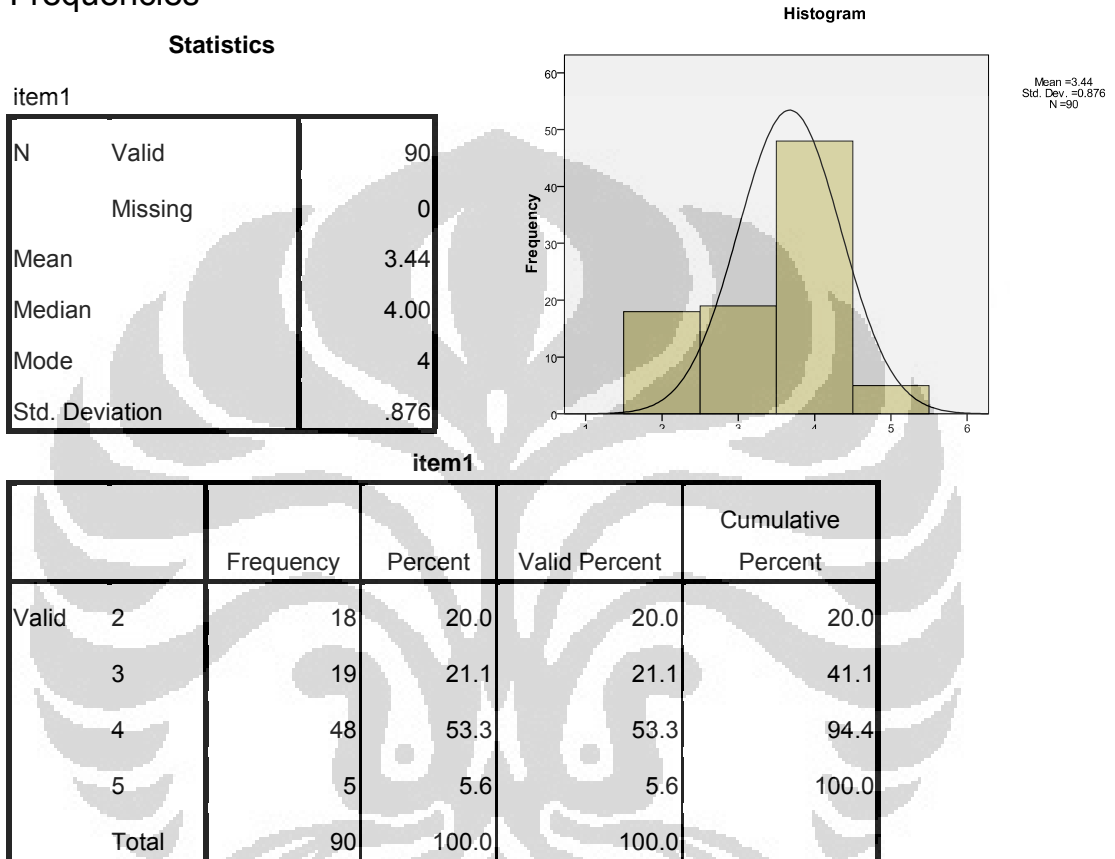 Frequencies
Statistics
item1
N Valid 90
Missing 0
Mean 3.44
Median 4.00
Mode 4
Std. Deviation .876
Histogram
60
50
40
30
20
10
0
Frequency
1 2 3 4 5 6
Mean =3.44
Std. Dev. =0.876
N =90
item1
Frequency Percent Valid Percent Cumulative Percent
Valid 2 18 20.0 20.0 20.0
3 19 21.1 21.1 41.1
4 48 53.3 53.3 94.4
5 5 5.6 5.6 100.0
Total 90 100.0 100.0